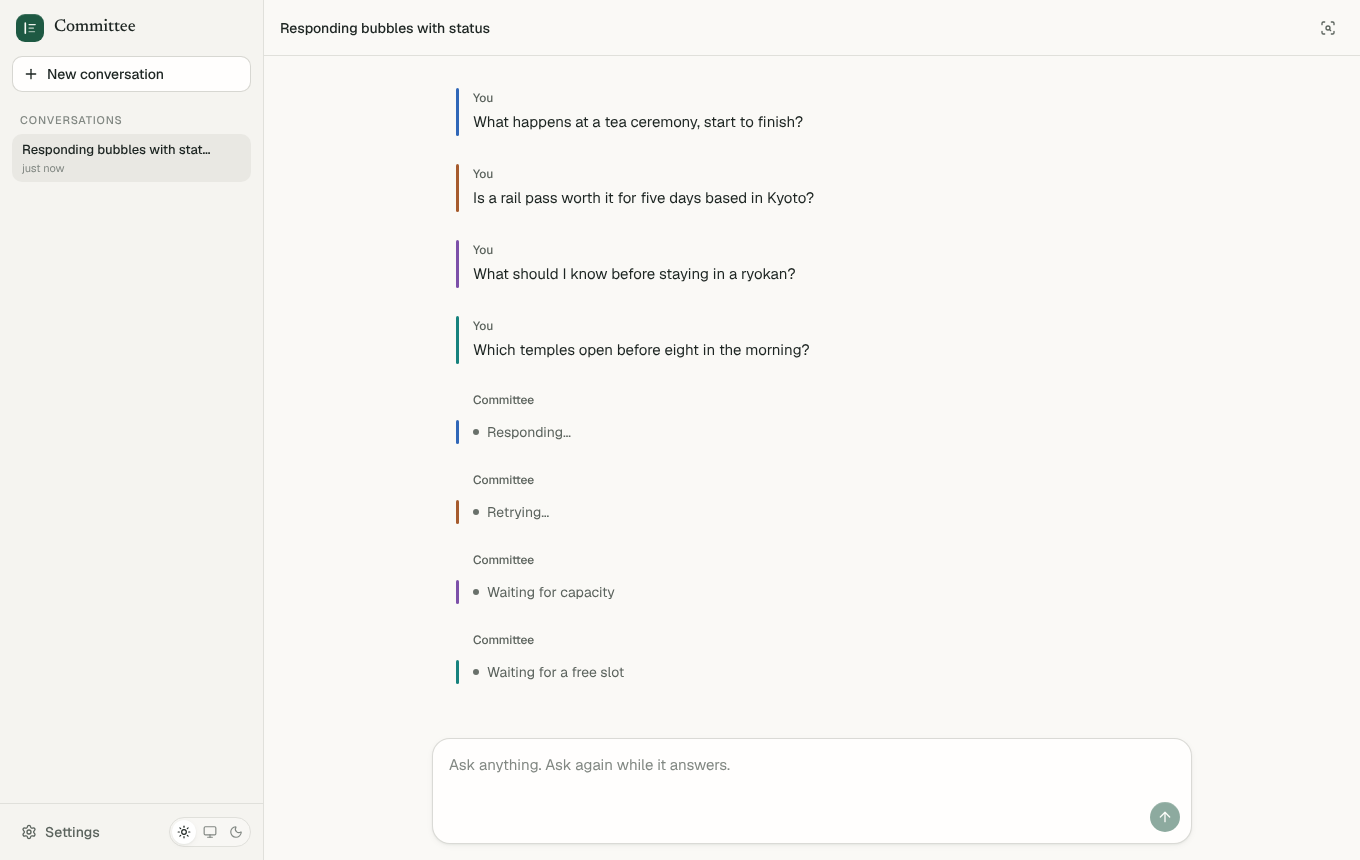 Committee
New conversation
CONVERSATIONS
Responding bubbles with stat...
just now
Settings
Responding bubbles with status
You
What happens at a tea ceremony, start to finish?
You
Is a rail pass worth it for five days based in Kyoto?
You
What should I know before staying in a ryokan?
You
Which temples open before eight in the morning?
Committee
Responding...
Committee
Retrying...
Committee
Waiting for capacity
Committee
Waiting for a free slot
Ask anything. Ask again while it answers.